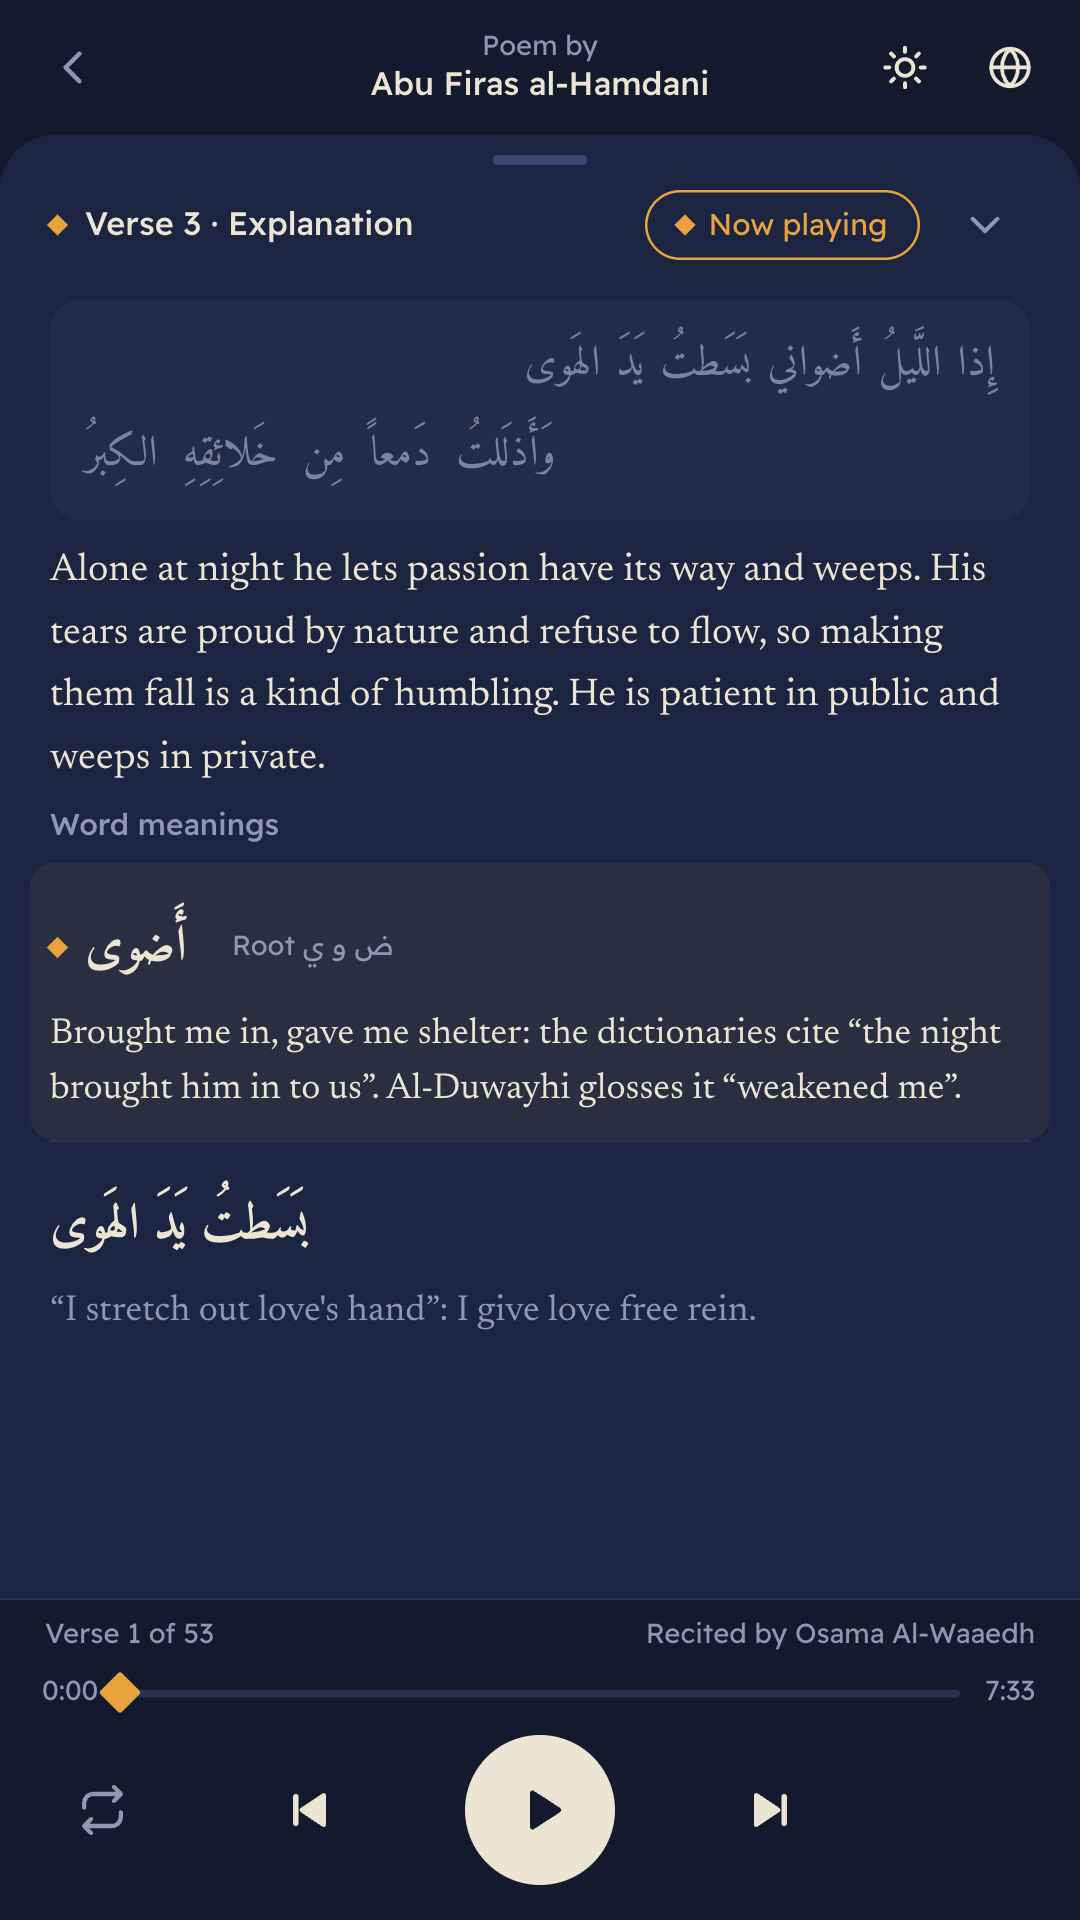 Poem by
Abu Firas al-Hamdani
Verse 3 · Explanation
Now playing
إِذا اللَّيلُ أَضواني بَسَطتُ يَدَ الهَوى
وَأَذلَلتُ دَمعاً مِن خَلائِقِهِ الكِبرُ
Alone at night he lets passion have its way and weeps. His
tears are proud by nature and refuse to flow, so making
them fall is a kind of humbling. He is patient in public and
weeps in private.
Word meanings
أَضوى Root ض و ي
Brought me in, gave me shelter: the dictionaries cite “the night
brought him in to us”. Al-Duwayhi glosses it “weakened me”.
بَسَطتُ يَدَ الهَوى
“I stretch out love's hand”: I give love free rein.
Verse 1 of 53
Recited by Osama Al-Waaedh
0:00
7:33